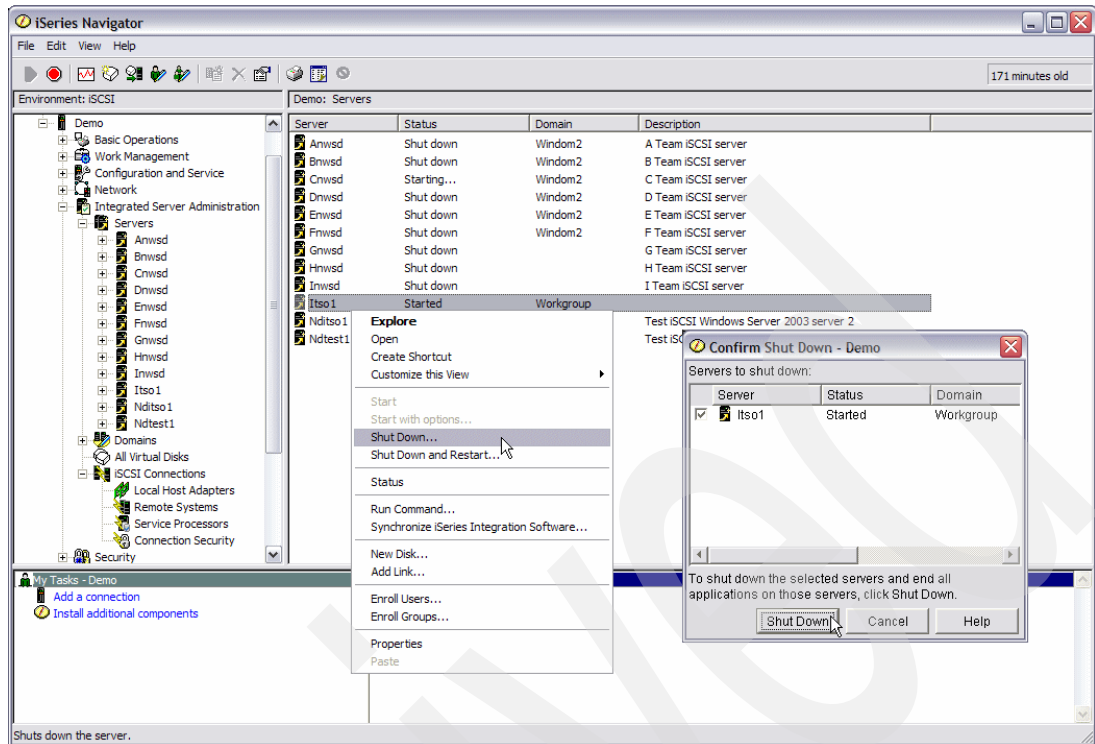 iSeries Navigator
File Edit View Help
171 minutes old
Environment: iSCSI
Demo: Servers
Demo
Basic Operations
Work Management
Configuration and Service
Network
Integrated Server Administration
Servers
Anwsd
Bnwsd
Cnwsd
Dnwsd
Enwsd
Fnwsd
Gnwsd
Hnwsd
Inwsd
Itso1
Nditso1
Ndtest1
Domains
All Virtual Disks
iSCSI Connections
Local Host Adapters
Remote Systems
Service Processors
Connection Security
Security
Server Status Domain Description
Anwsd Shut down Windom2 A Team iSCSI server
Bnwsd Shut down Windom2 B Team iSCSI server
Cnwsd Starting... Windom2 C Team iSCSI server
Dnwsd Shut down Windom2 D Team iSCSI server
Enwsd Shut down Windom2 E Team iSCSI server
Fnwsd Shut down Windom2 F Team iSCSI server
Gnwsd Shut down G Team iSCSI server
Hnwsd Shut down H Team iSCSI server
Inwsd Shut down I Team iSCSI server
Itso1 Started Workgroup
Nditso1 Test iSCSI Windows Server 2003 server 2
Ndtest1 Test
Explore
Open
Create Shortcut
Customize this View
Start
Start with options...
Shut Down...
Shut Down and Restart...
Status
Run Command...
Synchronize iSeries Integration Software...
New Disk...
Add Link...
Enroll Users...
Enroll Groups...
Properties
Paste
Confirm Shut Down - Demo
Servers to shut down:
Server Status Domain
Itso1 Started Workgroup
To shut down the selected servers and end all
applications on those servers, click Shut Down.
Shut Down Cancel Help
My Tasks - Demo
Add a connection
Install additional components
Shuts down the server.